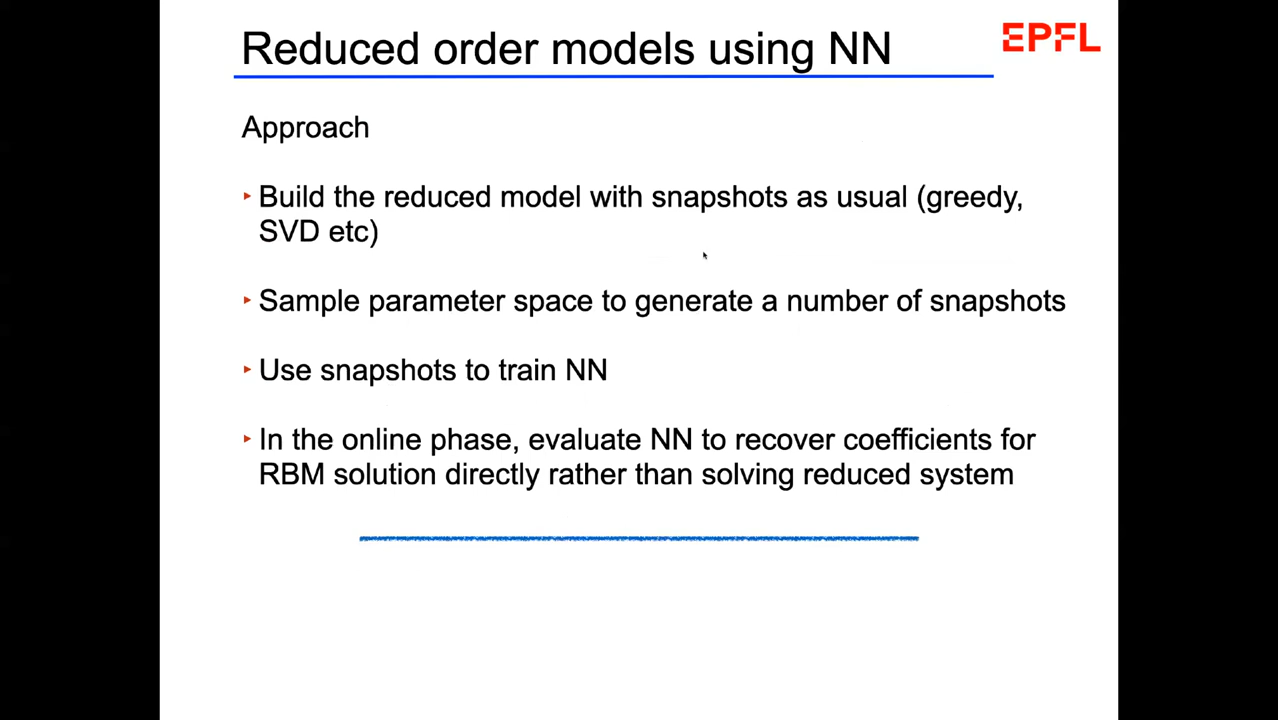 Reduced order models using NN
EPFL
Approach
‣ Build the reduced model with snapshots as usual (greedy,
SVD etc)
‣ Sample parameter space to generate a number of snapshots
‣ Use snapshots to train NN
‣ In the online phase, evaluate NN to recover coefficients for
RBM solution directly rather than solving reduced system